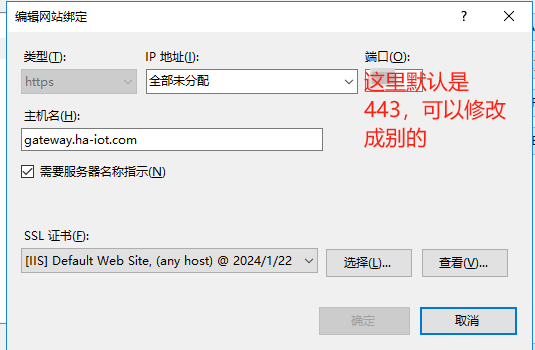 编辑网站绑定
类型(T):
IP 地址(I):
端口(O):
https
全部未分配
这里默认是
443，可以修改
成别的
主机名(H):
gateway.ha-iot.com
需要服务器名称指示(N)
SSL 证书(F):
[IIS] Default Web Site, (any host) @ 2024/1/22
选择(L)...
查看(V)...
确定
取消